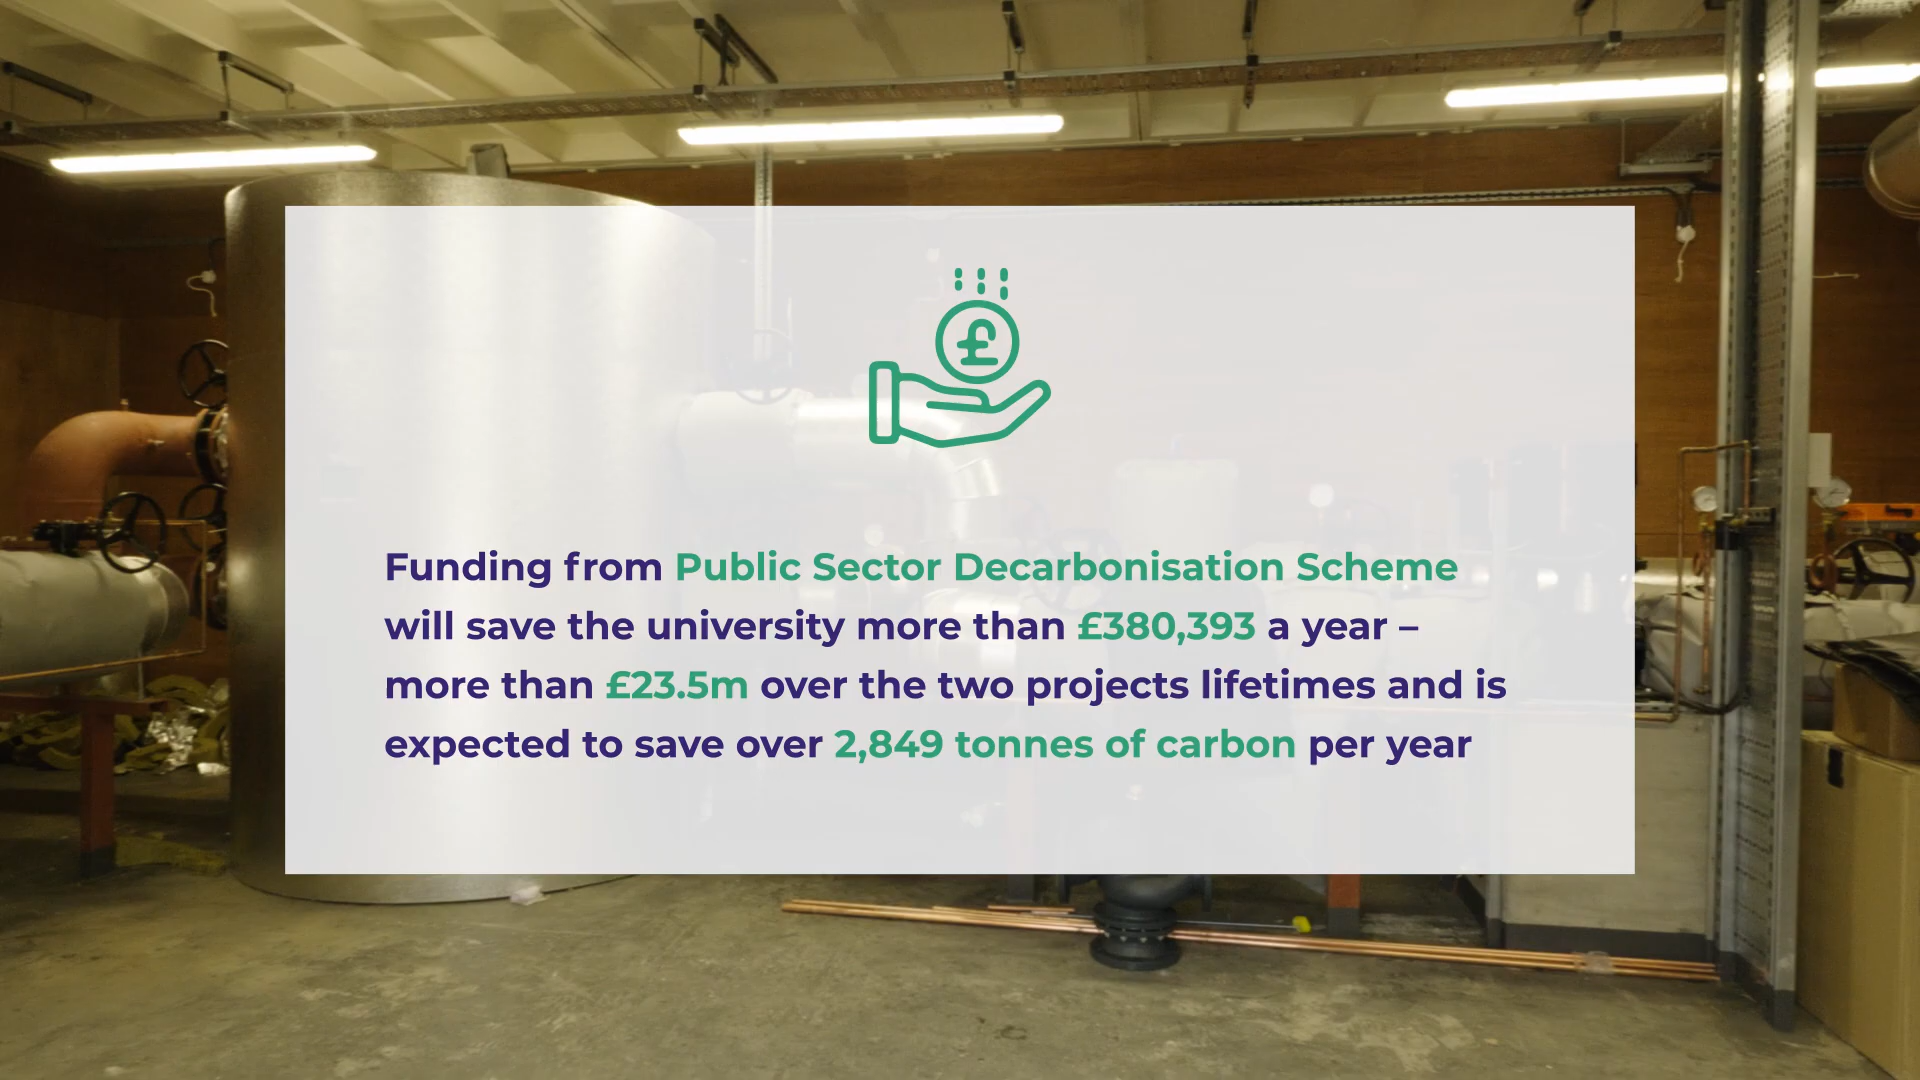 £
Funding from Public Sector Decarbonisation Scheme
will save the university more than £380,393 a year –
more than £23.5m over the two projects lifetimes and is
expected to save over 2,849 tonnes of carbon per year